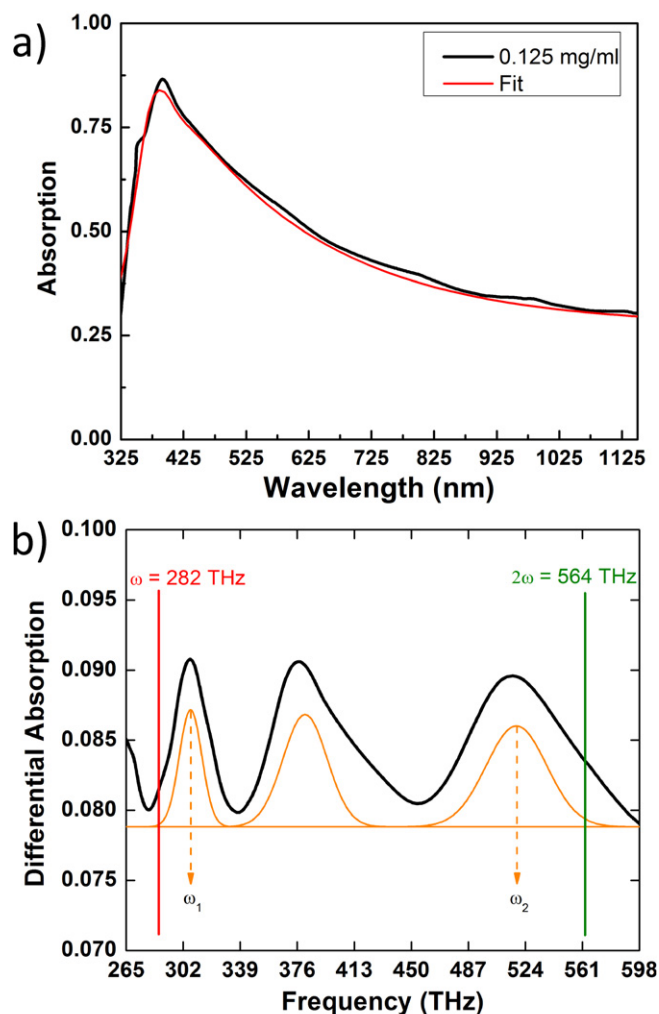 a)
1.00
0.75
0.50
0.25
0.00
Absorption
0.125 mg/ml
Fit
325 425 525 625 725 825 925 1025 1125
Wavelength (nm)
b)
0.100
0.095
0.090
0.085
0.080
0.075
0.070
Differential Absorption
ω = 282 THz
2ω = 564 THz
ω₁
ω₂
265 302 339 376 413 450 487 524 561 598
Frequency (THz)